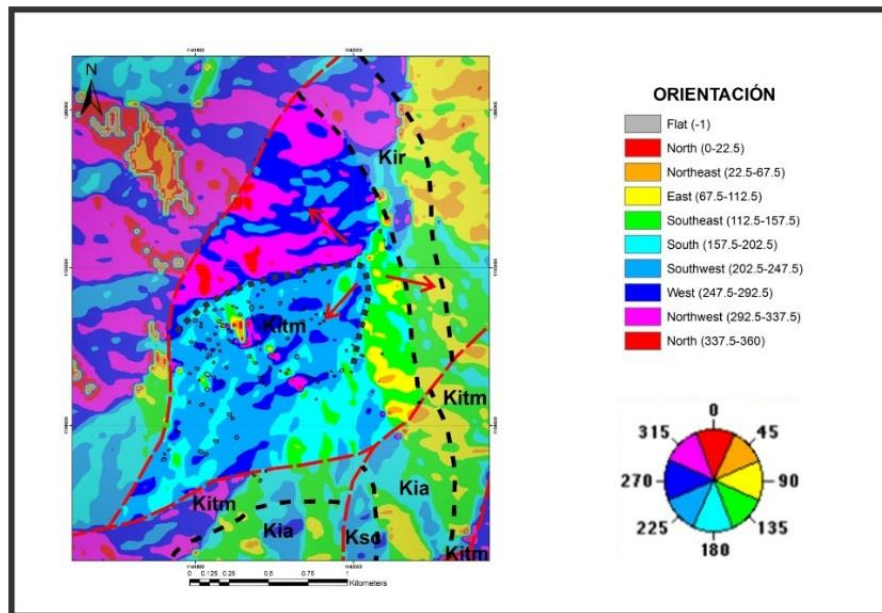 N
Kir
Kitm
Kitm
Kia
Kitm
Kia
Ksc
Kitm
0 0.125 0.25 0.5 0.75 1
Kilometers
ORIENTACIÓN
Flat (-1)
North (0-22.5)
Northeast (22.5-67.5)
East (67.5-112.5)
Southeast (112.5-157.5)
South (157.5-202.5)
Southwest (202.5-247.5)
West (247.5-292.5)
Northwest (292.5-337.5)
North (337.5-360)
0
315 45
270 90
225 135
180